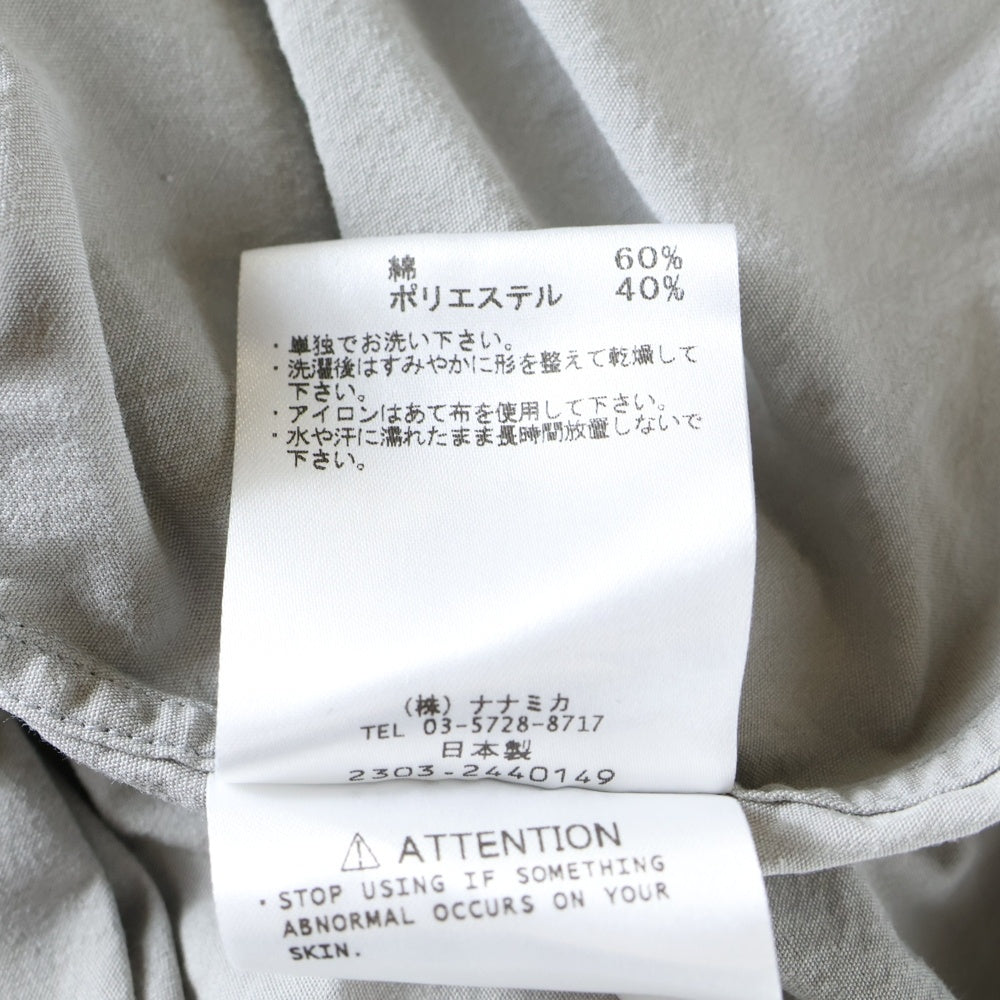 綿 60%
ポリエステル 40%
・単独でお洗い下さい。
・洗濯後はすみやかに形を整えて乾燥して
下さい。
・アイロンはあて布を使用して下さい。
・水や汗に濡れたまま長時間放置しないで
下さい。
（株）ナナミカ
TEL 03-5728-8717
日本製
2303-2440149
⚠ ATTENTION
・STOP USING IF SOMETHING
ABNORMAL OCCURS ON YOUR
SKIN.